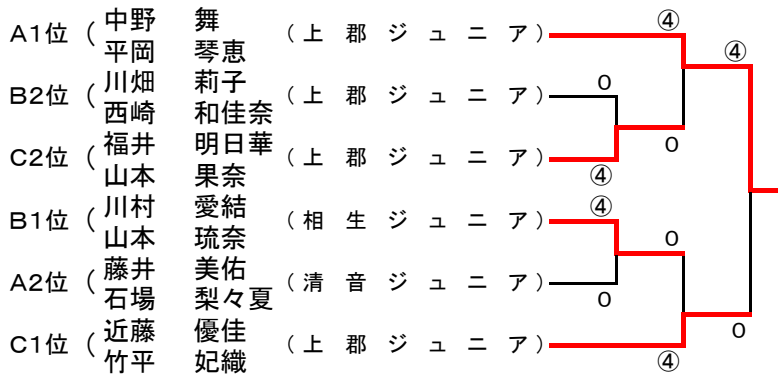 中野 舞
A1位 ( 平岡 琴恵 ( 上 郡 ジ ュ ニ ア ) ④ ④
川畑 莉子 0
B2位 ( 西崎 和佳奈 ( 上 郡 ジ ュ ニ ア )
福井 明日華 0
C2位 ( 山本 果奈 ( 上 郡 ジ ュ ニ ア ) ④
川村 愛結 ④
B1位 ( 山本 琉奈 ( 相 生 ジ ュ ニ ア ) 0
藤井 美佑
A2位 ( 石場 梨々夏 ( 清 音 ジ ュ ニ ア ) 0
近藤 優佳 0
C1位 ( 竹平 妃織 ( 上 郡 ジ ュ ニ ア ) ④